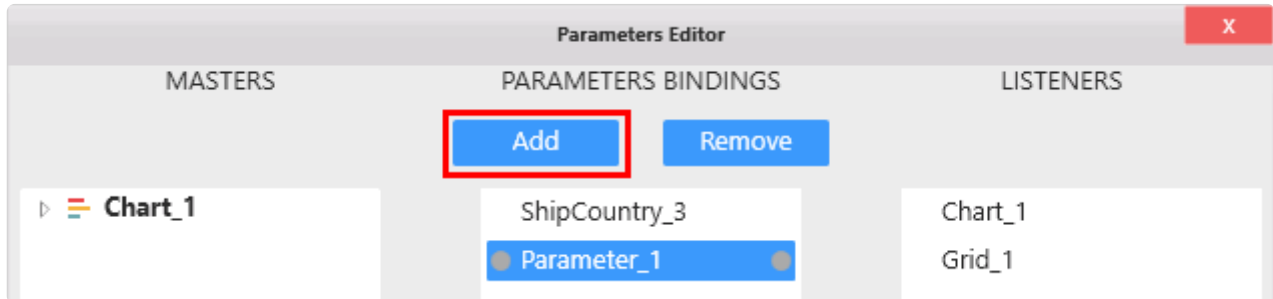 Parameters Editor
x
MASTERS
PARAMETERS BINDINGS
LISTENERS
Add
Remove
Chart_1
ShipCountry_3
Parameter_1
Chart_1
Grid_1